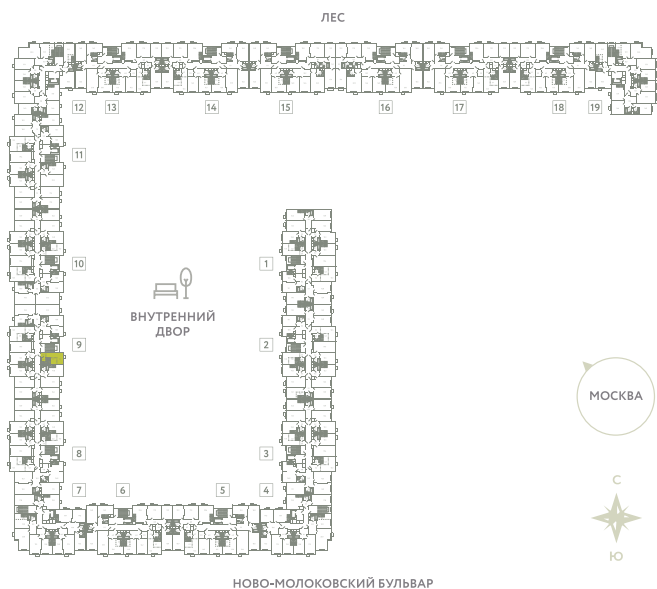 ЛЕС
12 13 14 15 16 17 18 19
11
10 1
ВНУТРЕННИЙ
ДВОР
9 2
МОСКВА
8 3
7 6 5 4
С
Ю
НОВО-МОЛОКОВСКИЙ БУЛЬВАР